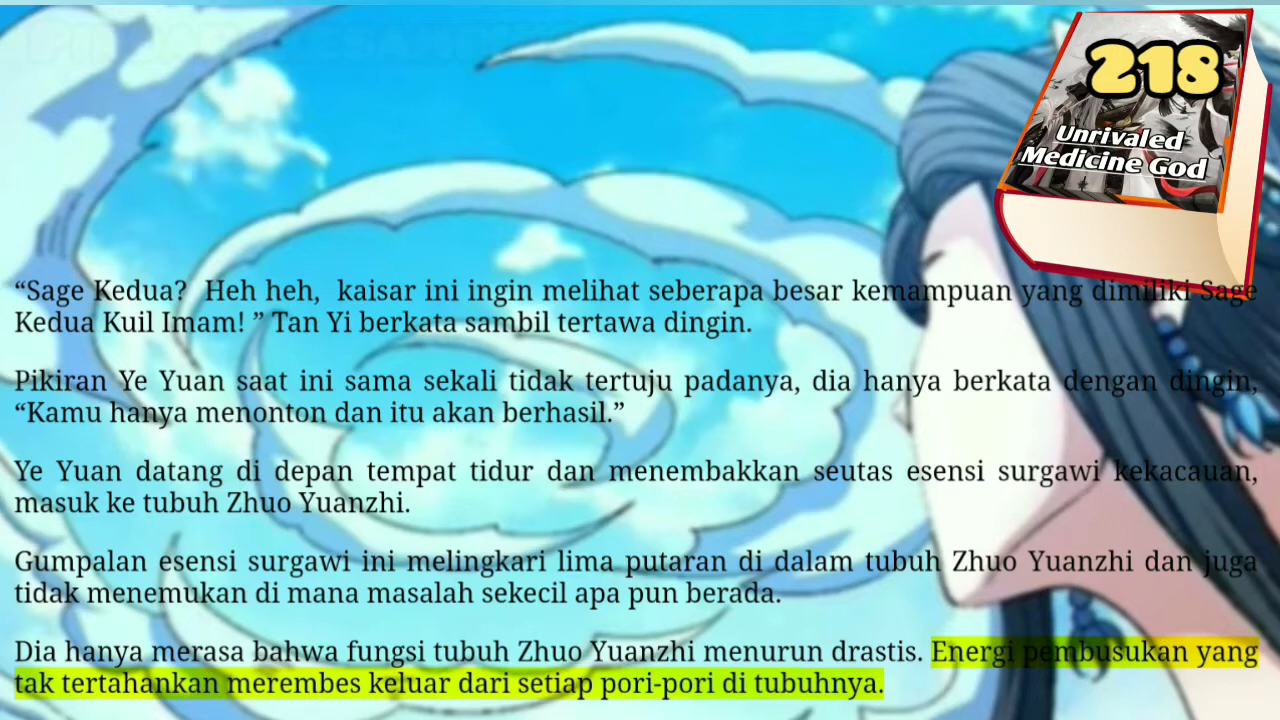 218
Unrivaled
Medicine God
“Sage Kedua? Heh heh, kaisar ini ingin melihat seberapa besar kemampuan yang dimiliki Sage
Kedua Kuil Imam! ” Tan Yi berkata sambil tertawa dingin.
Pikiran Ye Yuan saat ini sama sekali tidak tertuju padanya, dia hanya berkata dengan dingin,
“Kamu hanya menonton dan itu akan berhasil.”
Ye Yuan datang di depan tempat tidur dan menembakkan seutas esensi surgawi kekacauan,
masuk ke tubuh Zhuo Yuanzhi.
Gumpalan esensi surgawi ini melingkari lima putaran di dalam tubuh Zhuo Yuanzhi dan juga
tidak menemukan di mana masalah sekecil apa pun berada.
Dia hanya merasa bahwa fungsi tubuh Zhuo Yuanzhi menurun drastis. Energi pembusukan yang
tak tertahankan merembes keluar dari setiap pori-pori di tubuhnya.